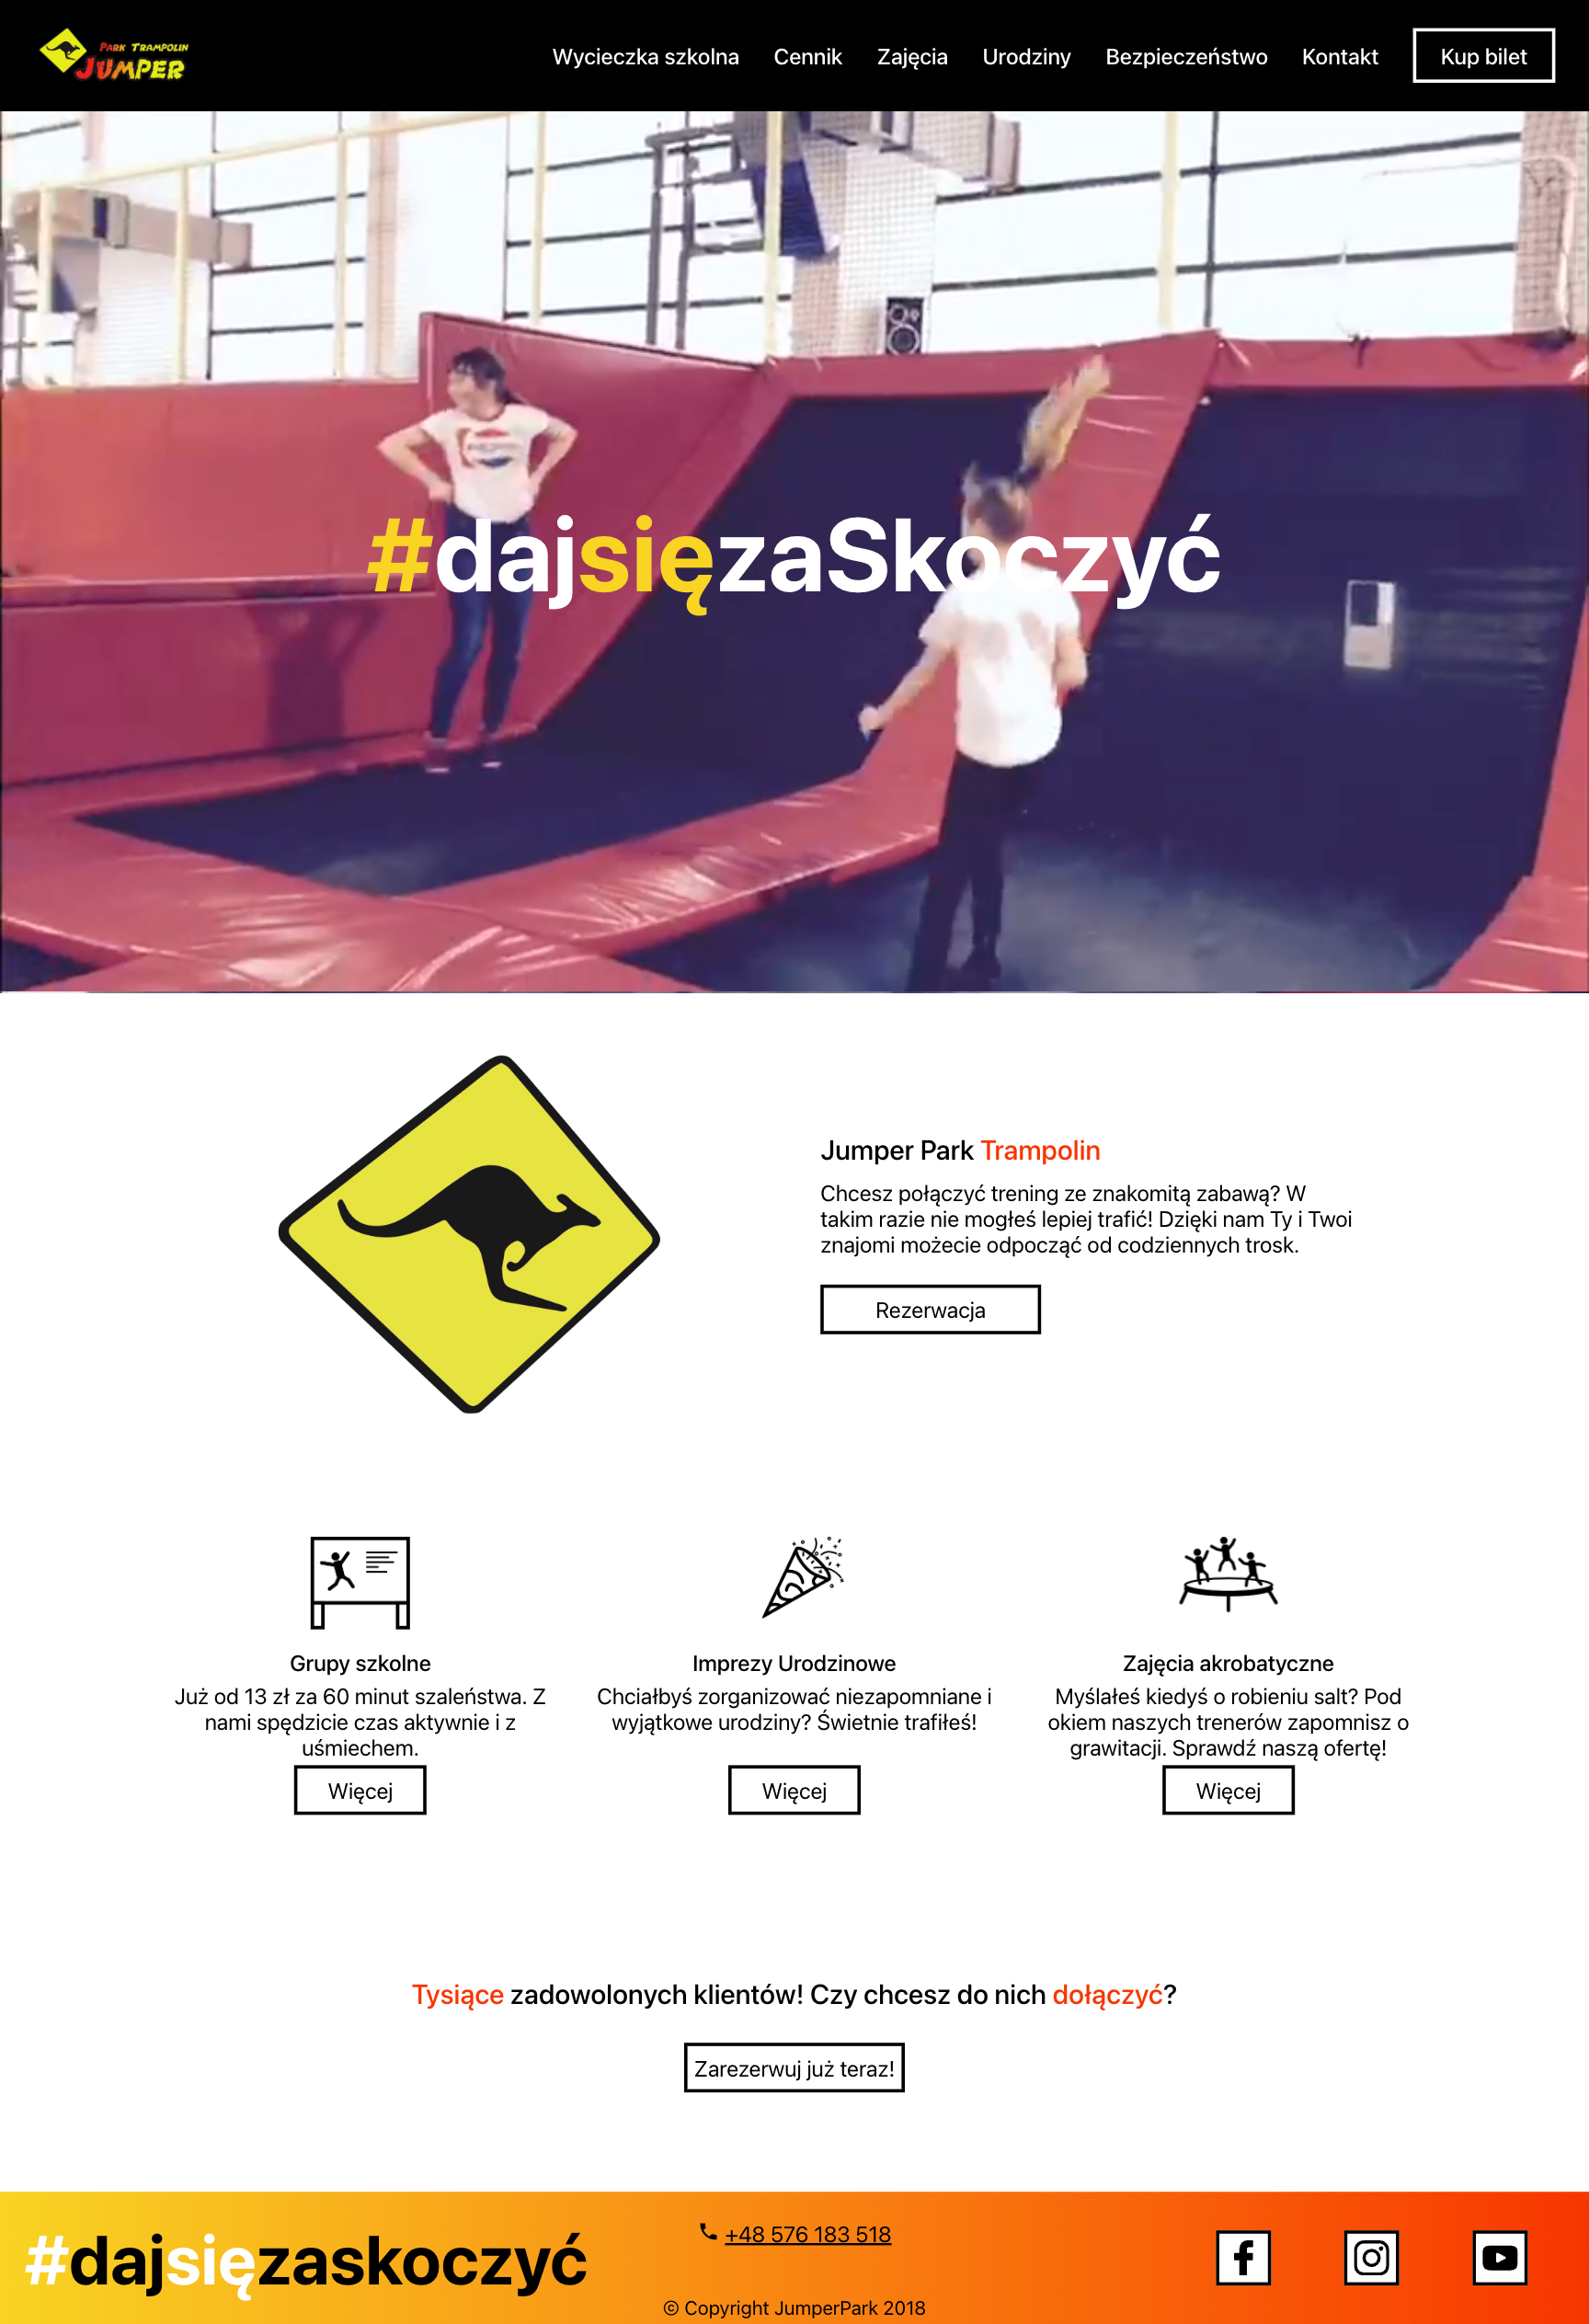 Park Trampolin
Jumper
Wycieczka szkolna
Cennik
Zajęcia
Urodziny
Bezpieczeństwo
Kontakt
Kup bilet
#dajsięzaSkoczyć
Jumper Park Trampolin
Chcesz połączyć trening ze znakomitą zabawą? W
takim razie nie mogłeś lepiej trafić! Dzięki nam Ty i Twoi
znajomi możecie odpocząć od codziennych trosk.
Rezerwacja
Grupy szkolne
Już od 13 zł za 60 minut szaleństwa. Z
nami spędzicie czas aktywnie i z
uśmiechem.
Więcej
Imprezy Urodzinowe
Chciałbyś zorganizować niezapomniane i
wyjątkowe urodziny? Świetnie trafiłeś!
Więcej
Zajęcia akrobatyczne
Myślałeś kiedyś o robieniu salt? Pod
okiem naszych trenerów zapomnisz o
grawitacji. Sprawdź naszą ofertę!
Więcej
Tysiące zadowolonych klientów! Czy chcesz do nich dołączyć?
Zarezerwuj już teraz!
#dajsięzaskoczyć
+48 576 183 518
© Copyright JumperPark 2018